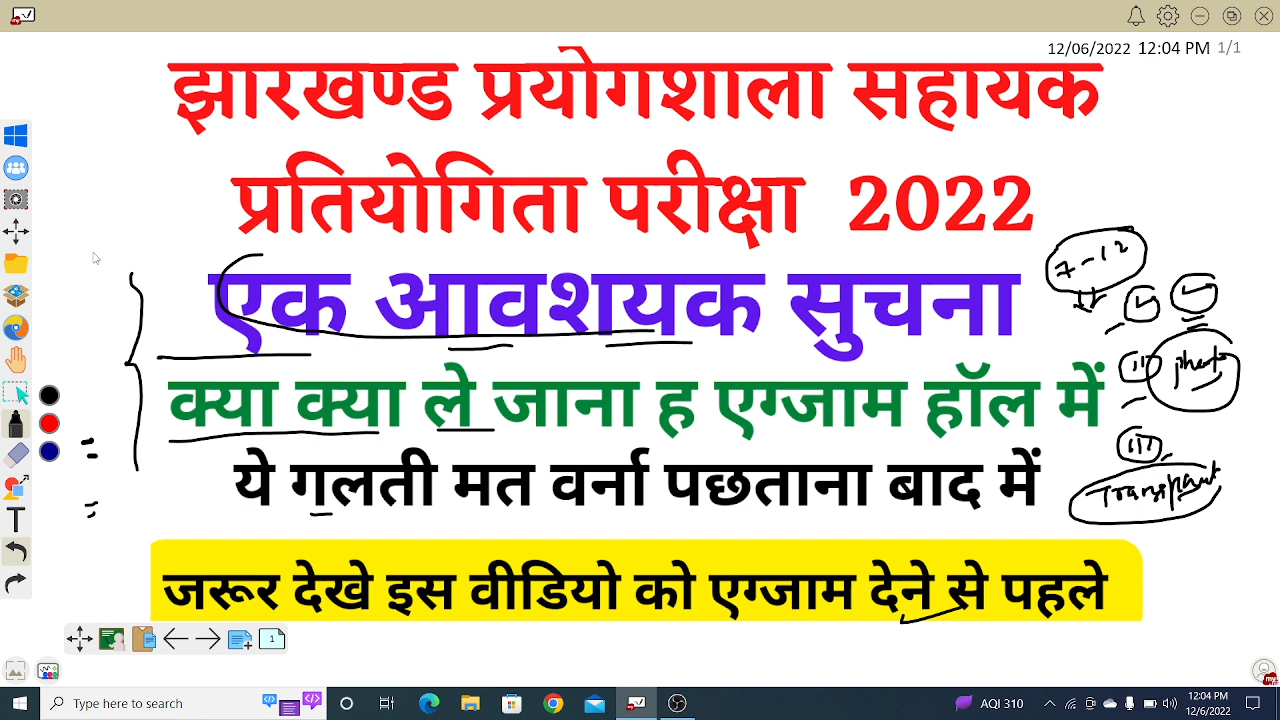 12/06/2022 12:04 PM 1/1
झारखण्ड प्रयोगशाला सहायक
प्रतियोगिता परीक्षा 2022
एक आवशयक सुचना
7-12
क्या क्या ले जाना ह एग्जाम हॉल में
ये गलती मत वर्ना पछताना बाद में
जरूर देखे इस वीडियो को एग्जाम देने से पहले
1
Type here to search
AQI 310
12:04 PM
12/6/2022